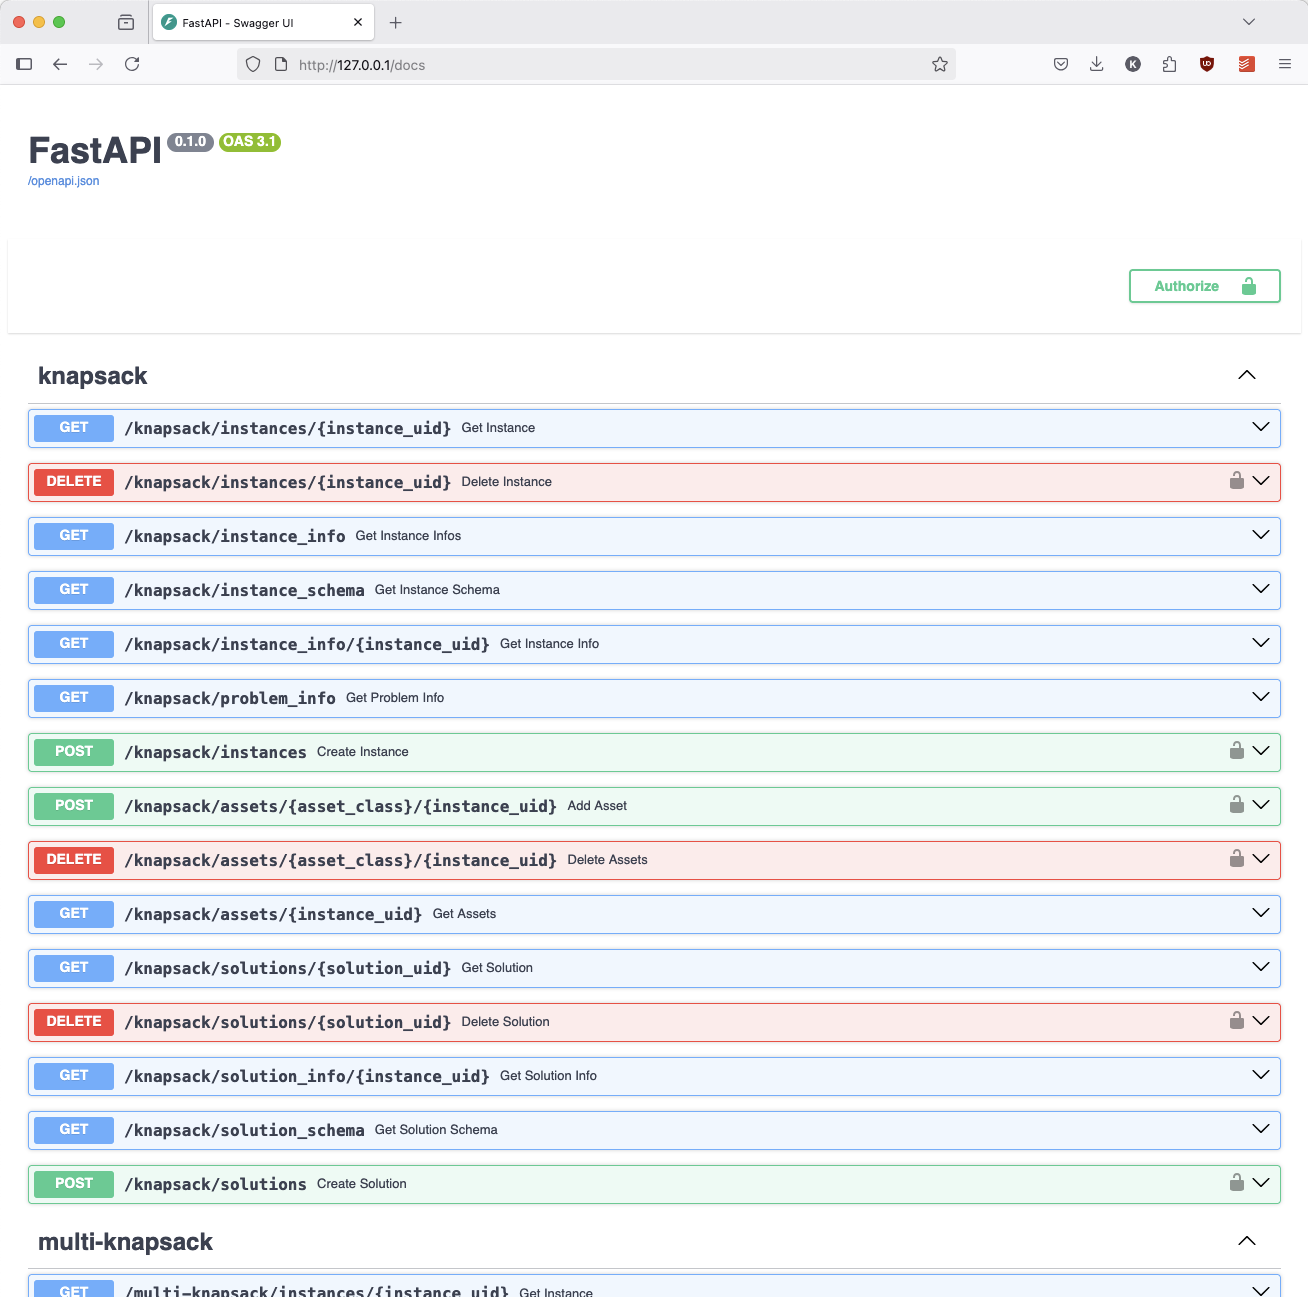 FastAPI - Swagger UI
http://127.0.0.1/docs
K
FastAPI 0.1.0 OAS 3.1
/openapi.json
Authorize
knapsack
GET /knapsack/instances/{instance_uid} Get Instance
DELETE /knapsack/instances/{instance_uid} Delete Instance
GET /knapsack/instance_info Get Instance Infos
GET /knapsack/instance_schema Get Instance Schema
GET /knapsack/instance_info/{instance_uid} Get Instance Info
GET /knapsack/problem_info Get Problem Info
POST /knapsack/instances Create Instance
POST /knapsack/assets/{asset_class}/{instance_uid} Add Asset
DELETE /knapsack/assets/{asset_class}/{instance_uid} Delete Assets
GET /knapsack/assets/{instance_uid} Get Assets
GET /knapsack/solutions/{solution_uid} Get Solution
DELETE /knapsack/solutions/{solution_uid} Delete Solution
GET /knapsack/solution_info/{instance_uid} Get Solution Info
GET /knapsack/solution_schema Get Solution Schema
POST /knapsack/solutions Create Solution
multi-knapsack
GET /multi-knapsack/instances/{instance_uid} Get Instance